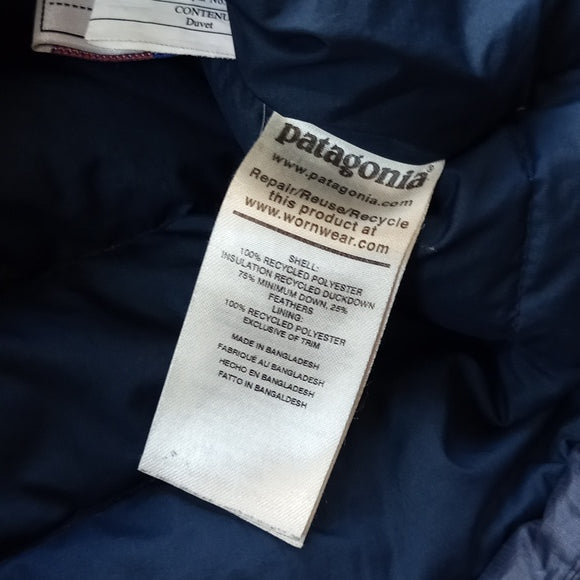 CONTENU
Duvet
patagonia®
www.patagonia.com
Repair/Reuse/Recycle
this product at
www.wornwear.com
SHELL:
100% RECYCLED POLYESTER
INSULATION RECYCLED DUCKDOWN
75% MINIMUM DOWN, 25%
FEATHERS
LINING:
100% RECYCLED POLYESTER
EXCLUSIVE OF TRIM
MADE IN BANGLADESH
FABRIQUÉ AU BANGLADESH
HECHO EN BANGLADESH
FATTO IN BANGALDESH